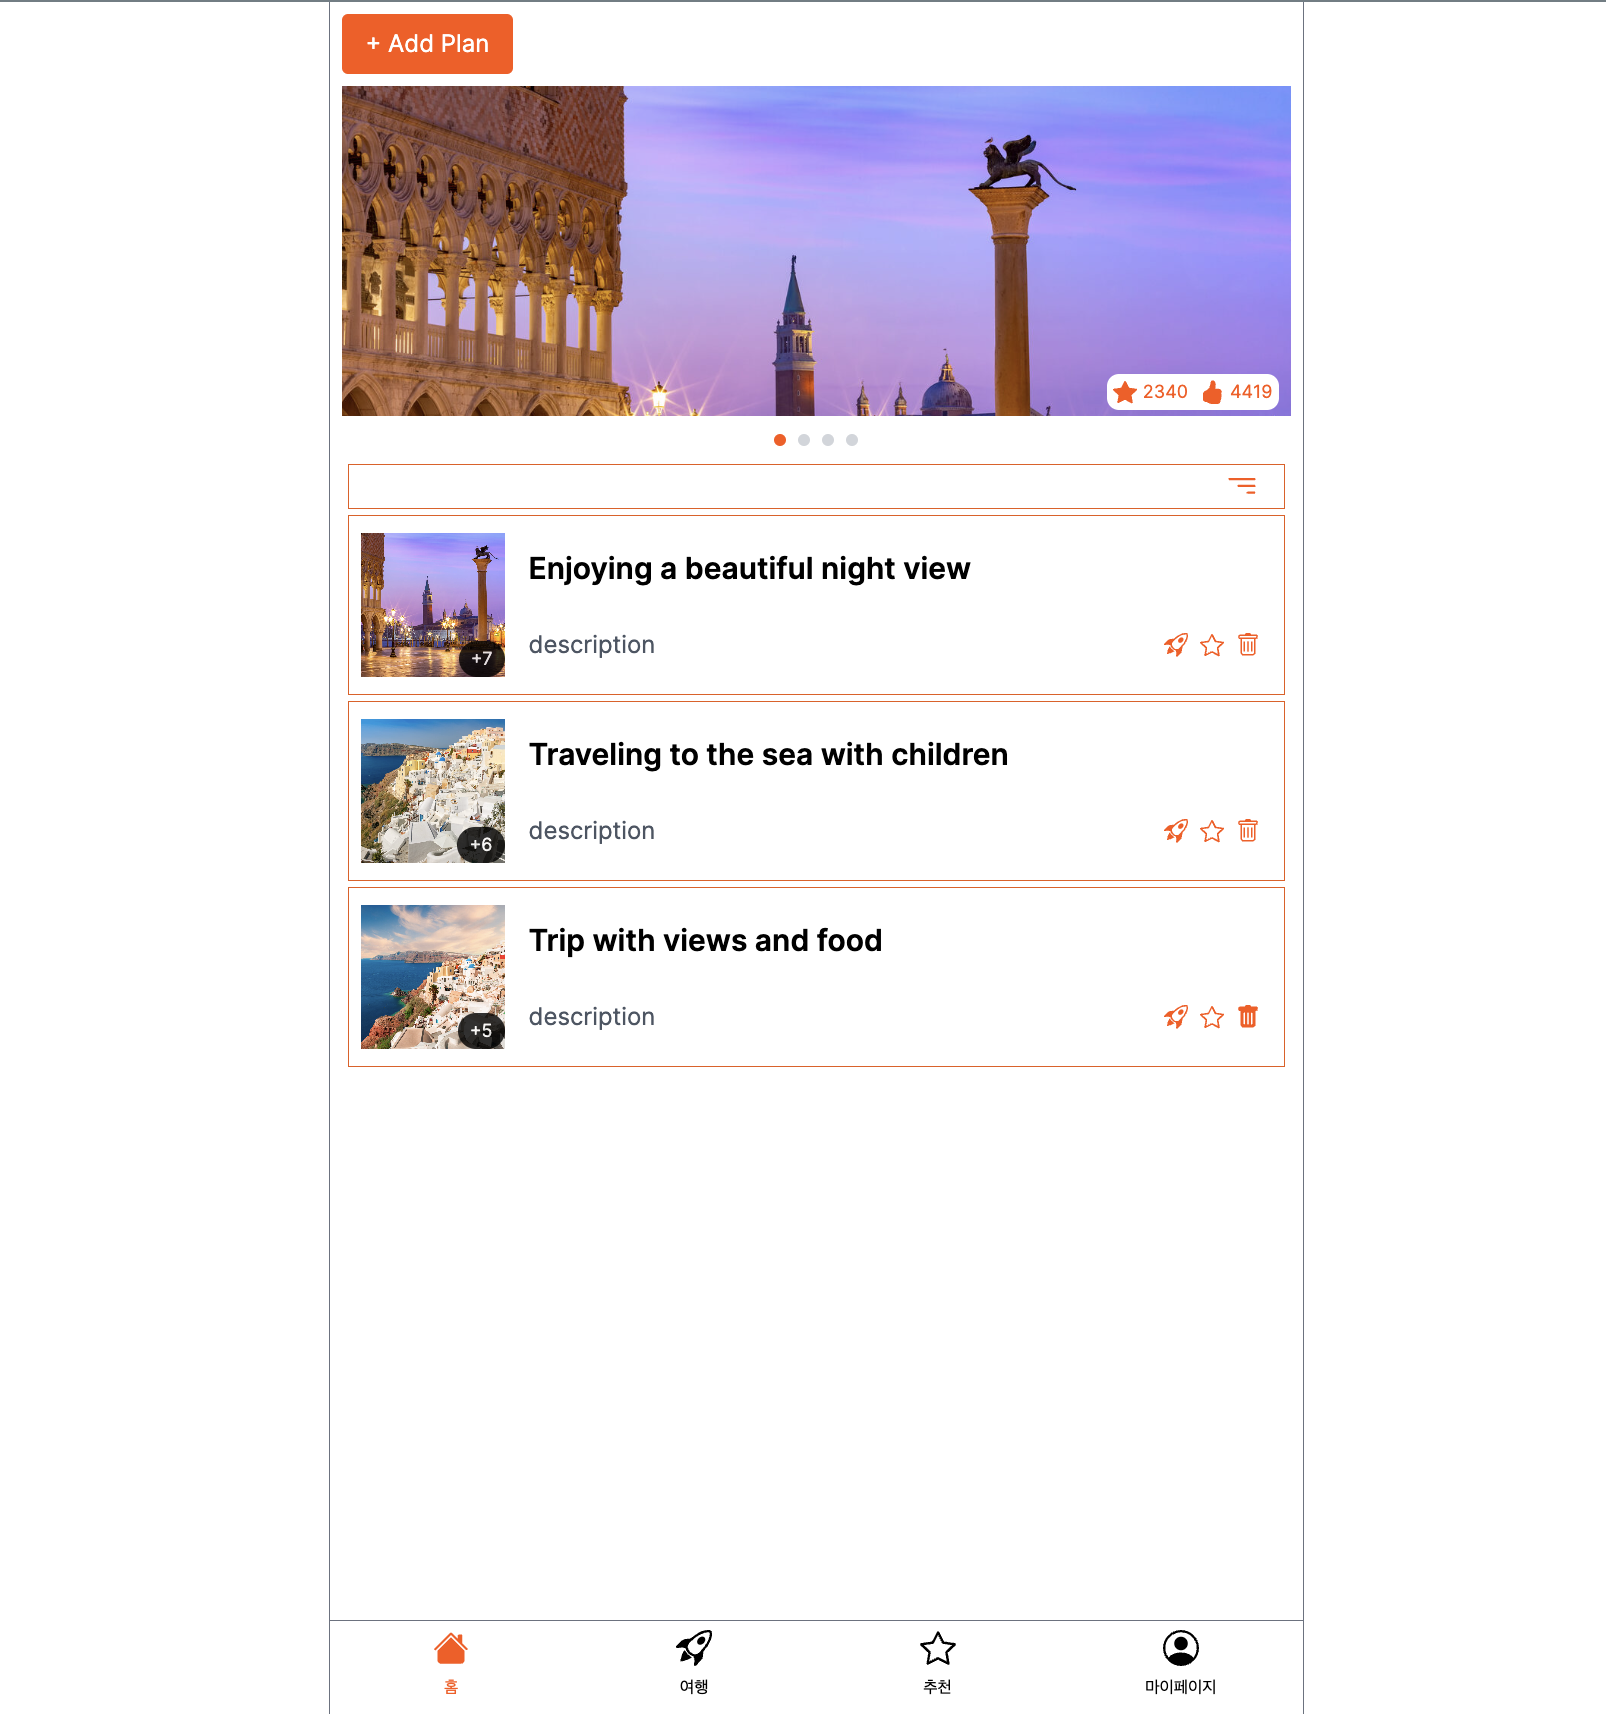 + Add Plan
2340 4419
Enjoying a beautiful night view
+7
description
Traveling to the sea with children
+6
description
Trip with views and food
+5
description
홈 여행 추천 마이페이지